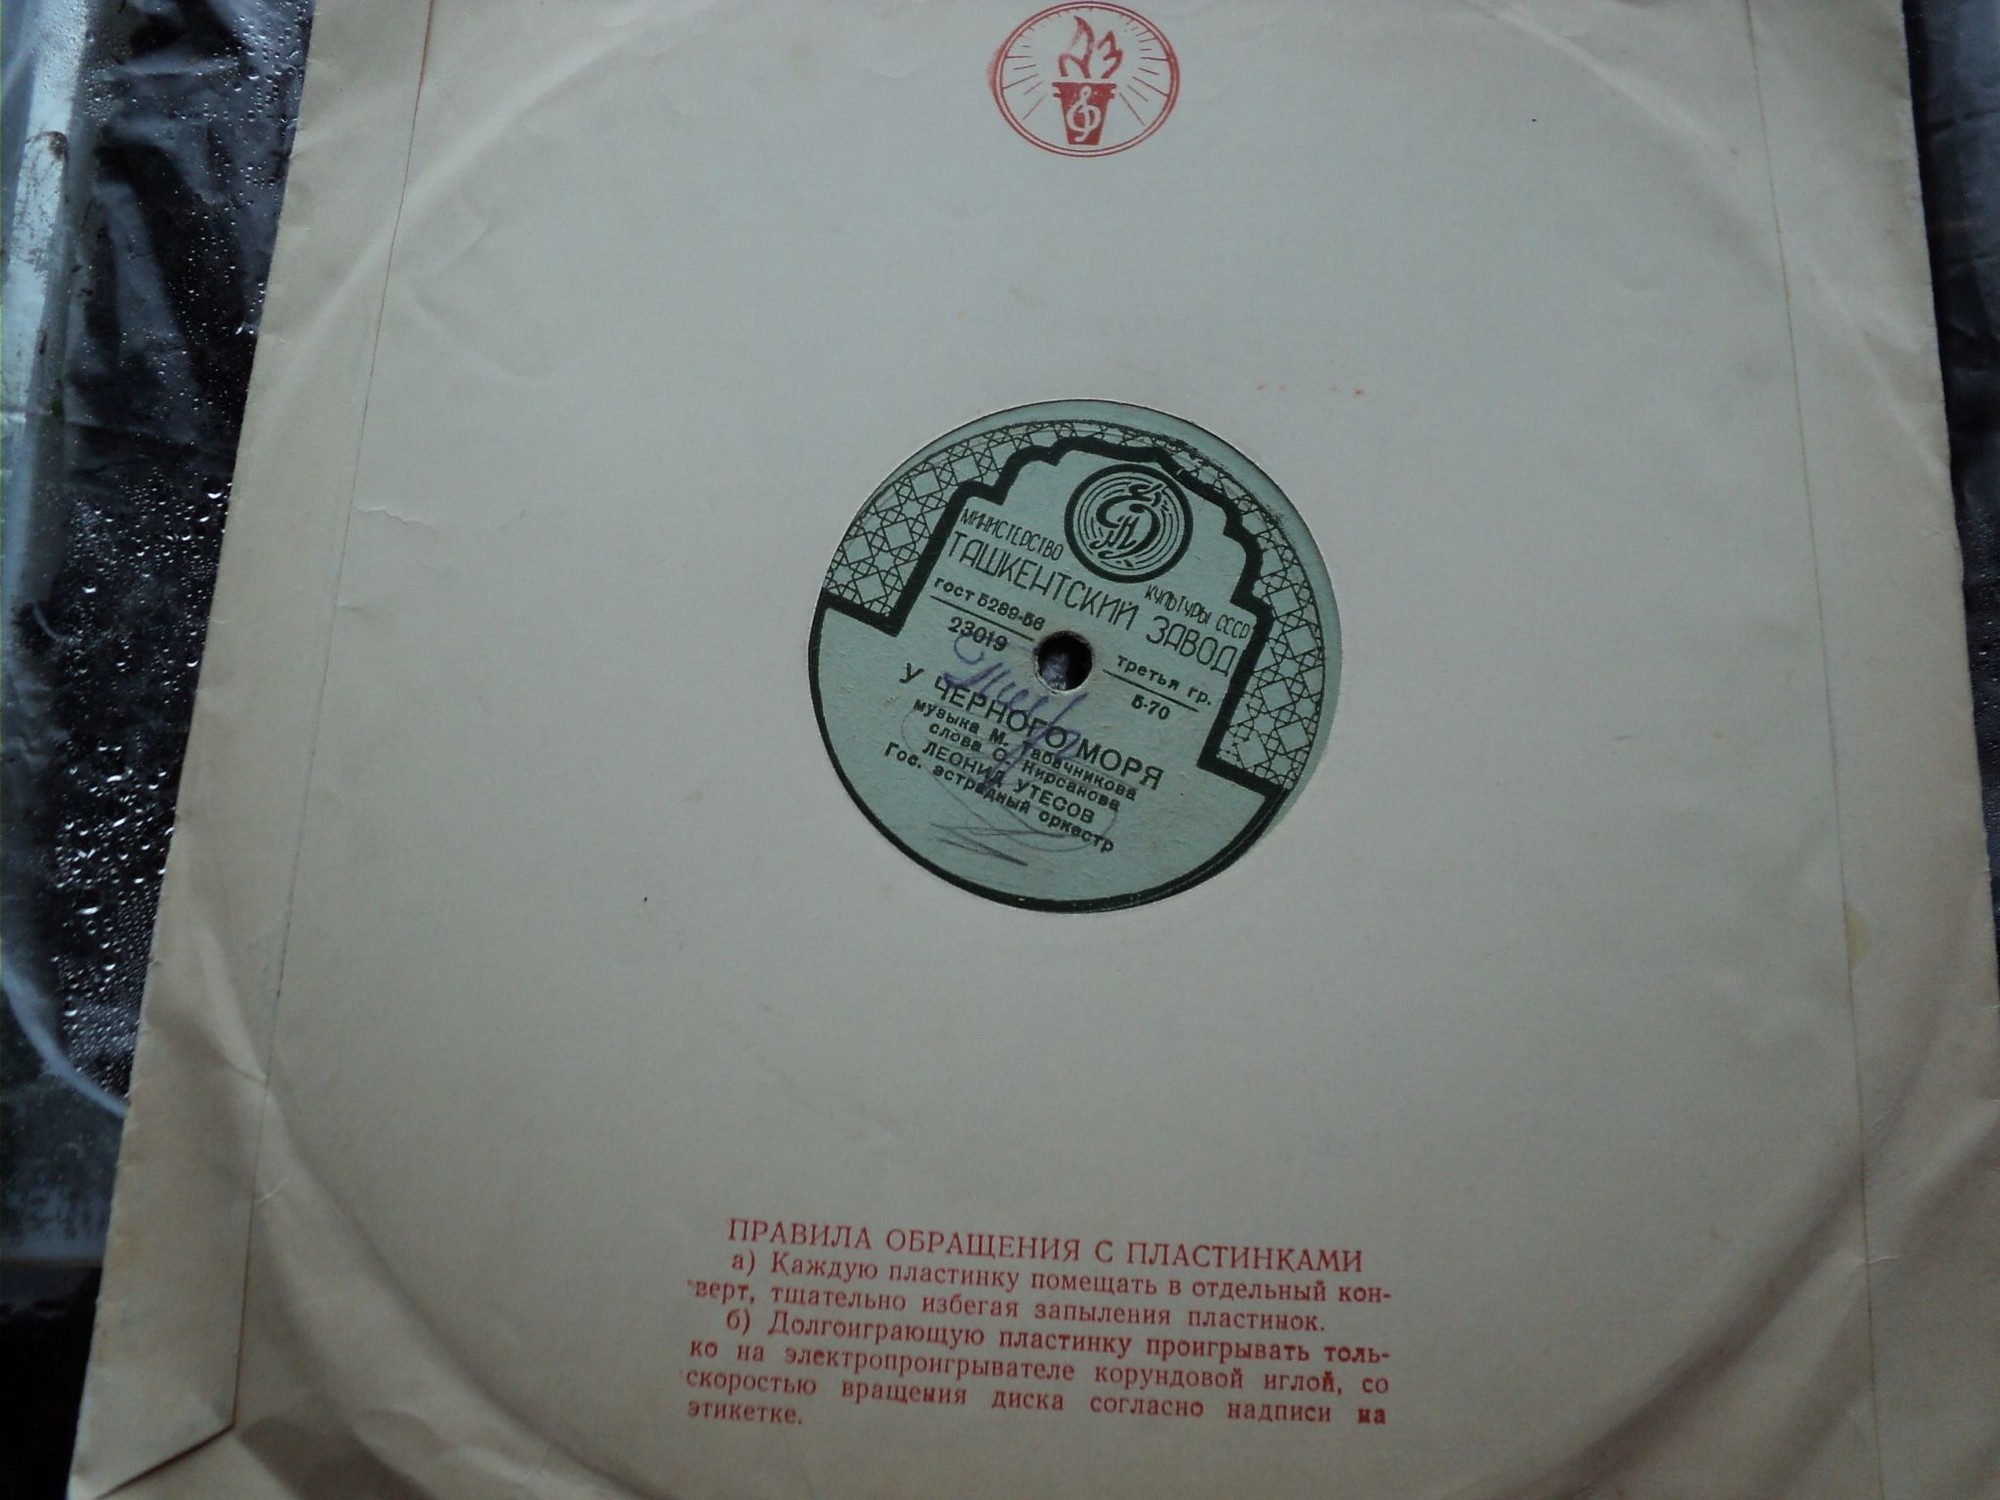 АЗ
МИНИСТЕРСТВО КУЛЬТУРЫ СССР
ТАШКЕНТСКИЙ ЗАВОД
ГОСТ 5289-56 третья гр.
23019 5-70
У ЧЕРНОГО МОРЯ
музыка М. Табачникова
слова С. Кирсанова
ЛЕОНИД УТЕСОВ
Гос. эстрадный оркестр
ПРАВИЛА ОБРАЩЕНИЯ С ПЛАСТИНКАМИ
а) Каждую пластинку помещать в отдельный кон-
верт, тщательно избегая запыления пластинок.
б) Долгоиграющую пластинку проигрывать толь-
ко на электропроигрывателе корундовой иглой, со
скоростью вращения диска согласно надписи на
этикетке.